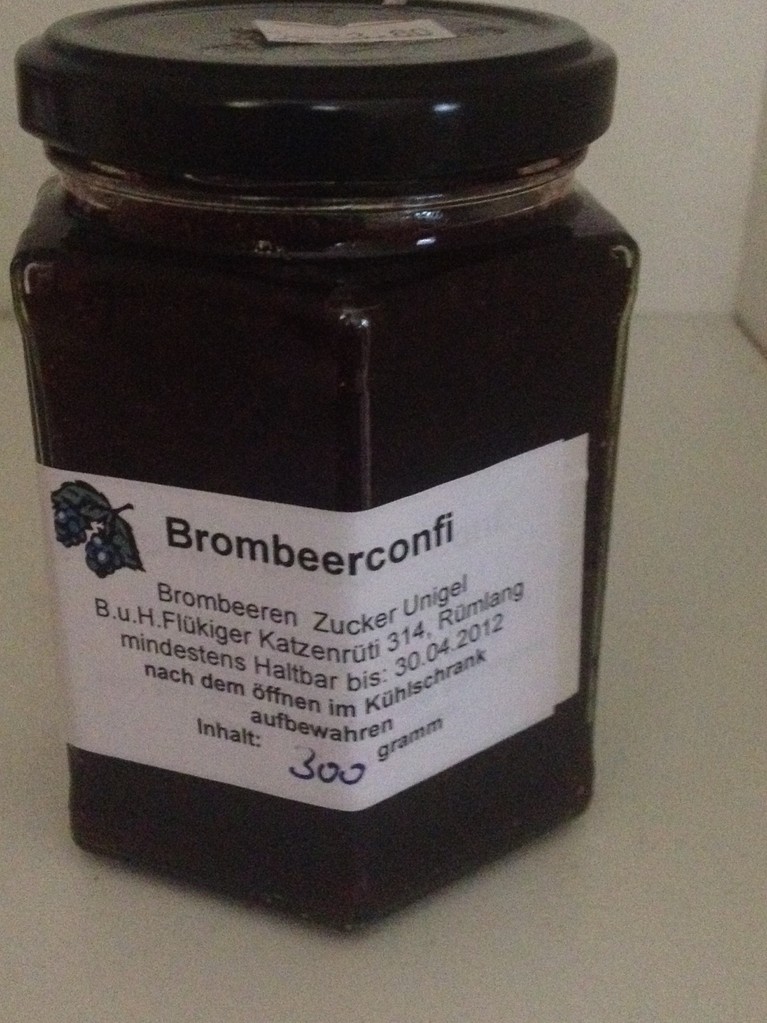 Brombeerconfi
Brombeeren Zucker Unigel
B.u.H.Flükiger Katzenrüti 314, Rümlang
mindestens Haltbar bis: 30.04.2012
nach dem öffnen im Kühlschrank
aufbewahren
Inhalt: 300 gramm